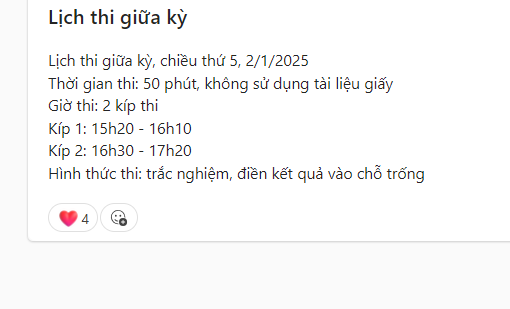 Lịch thi giữa kỳ
Lịch thi giữa kỳ, chiều thứ 5, 2/1/2025
Thời gian thi: 50 phút, không sử dụng tài liệu giấy
Giờ thi: 2 kíp thi
Kíp 1: 15h20 - 16h10
Kíp 2: 16h30 - 17h20
Hình thức thi: trắc nghiệm, điền kết quả vào chỗ trống
4